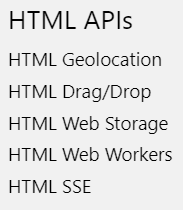 HTML APIs
HTML Geolocation
HTML Drag/Drop
HTML Web Storage
HTML Web Workers
HTML SSE